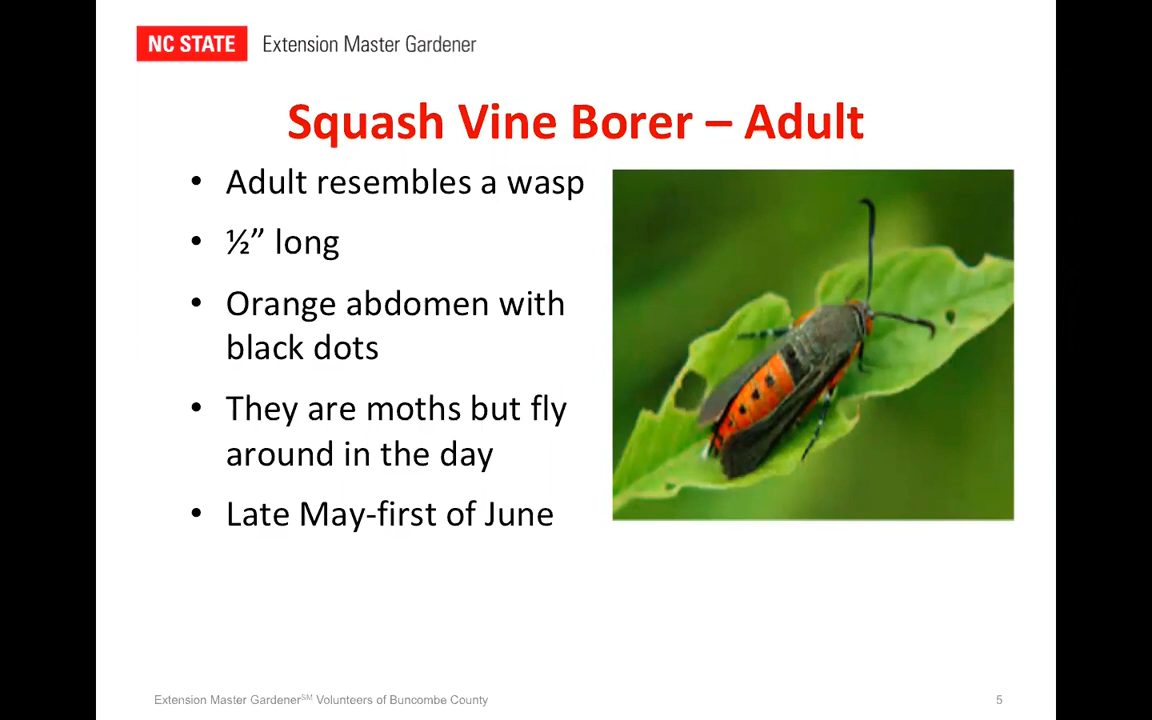 NC STATE Extension Master Gardener
Squash Vine Borer – Adult
• Adult resembles a wasp
• ½” long
• Orange abdomen with
black dots
• They are moths but fly
around in the day
• Late May-first of June
Extension Master Gardener℠ Volunteers of Buncombe County
5